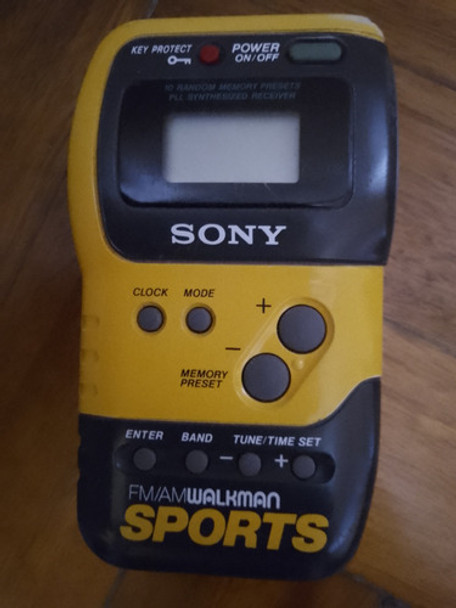 KEY PROTECT
POWER
ON/OFF
10 RANDOM MEMORY PRESETS
PLL SYNTHESIZED RECEIVER
SONY
CLOCK MODE
+
−
MEMORY
PRESET
ENTER BAND TUNE/TIME SET
− +
FM/AM WALKMAN
SPORTS